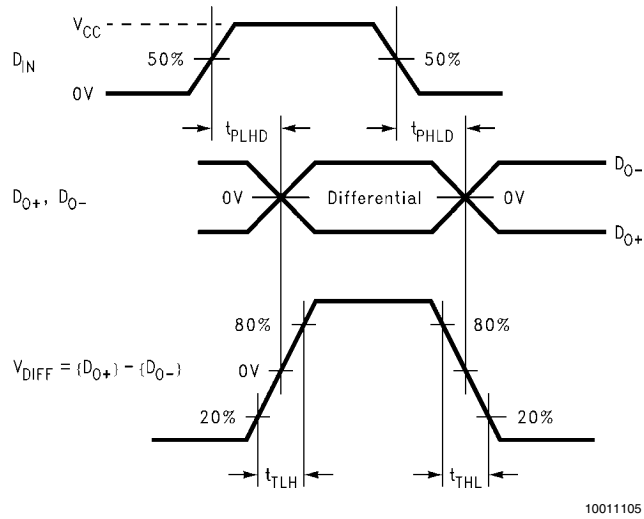 V_CC
D_IN
50%
50%
0V
t_PLHD
t_PHLD
D_O−
D_O+, D_O−
0V
Differential
0V
D_O+
80%
80%
V_DIFF = {D_O+} − {D_O−}
0V
20%
20%
t_TLH
t_THL
10011105